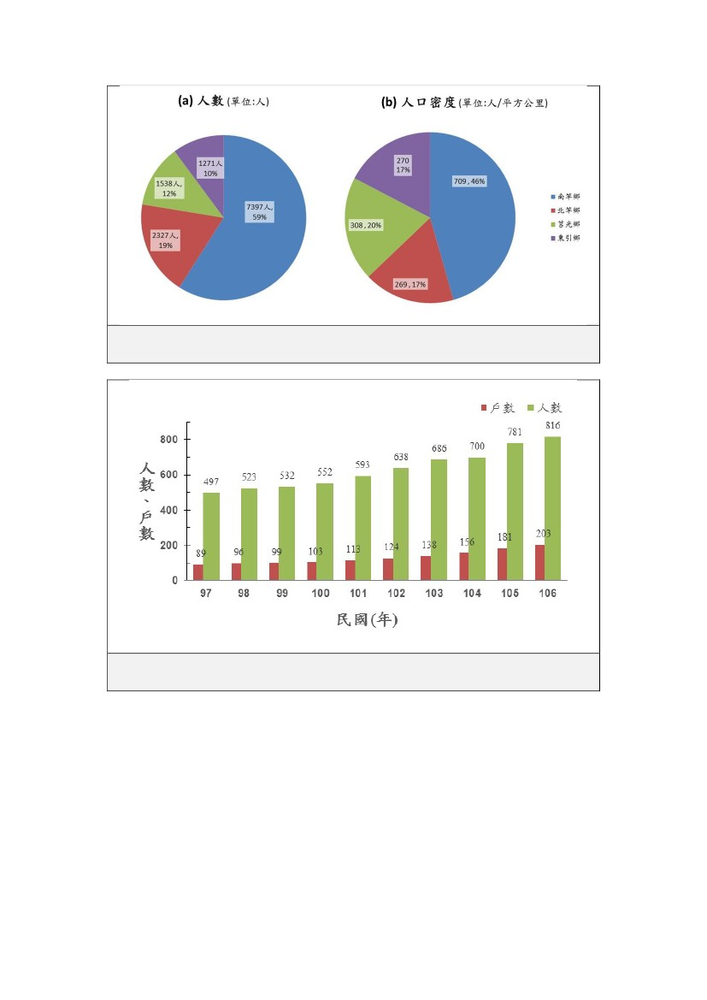 (a) 人數 (單位:人)
(b) 人口密度 (單位:人/平方公里)
1271人
10%
1538人,
12%
7397人,
59%
2327人,
19%
270
17%
709 , 46%
308 , 20%
269 , 17%
南竿鄉
北竿鄉
莒光鄉
東引鄉
戶數 人數
人數、戶數
800
600
400
200
0
497 523 532 552 593 638 686 700 781 816
89 96 99 103 113 124 138 156 181 203
97 98 99 100 101 102 103 104 105 106
民國(年)